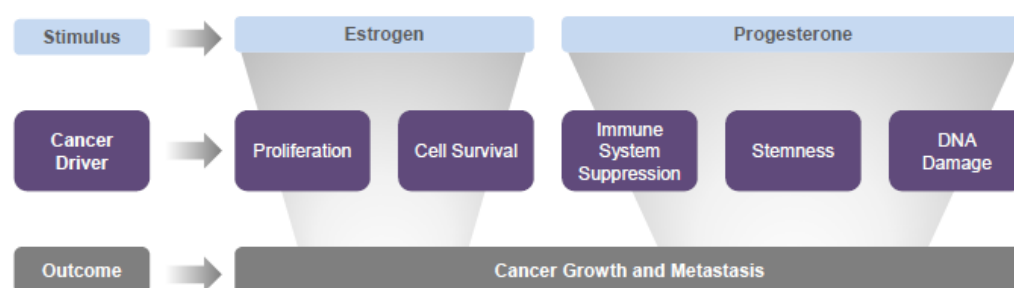 Stimulus
Estrogen
Progesterone
Cancer
Driver
Proliferation
Cell Survival
Immune
System
Suppression
Stemness
DNA
Damage
Outcome
Cancer Growth and Metastasis